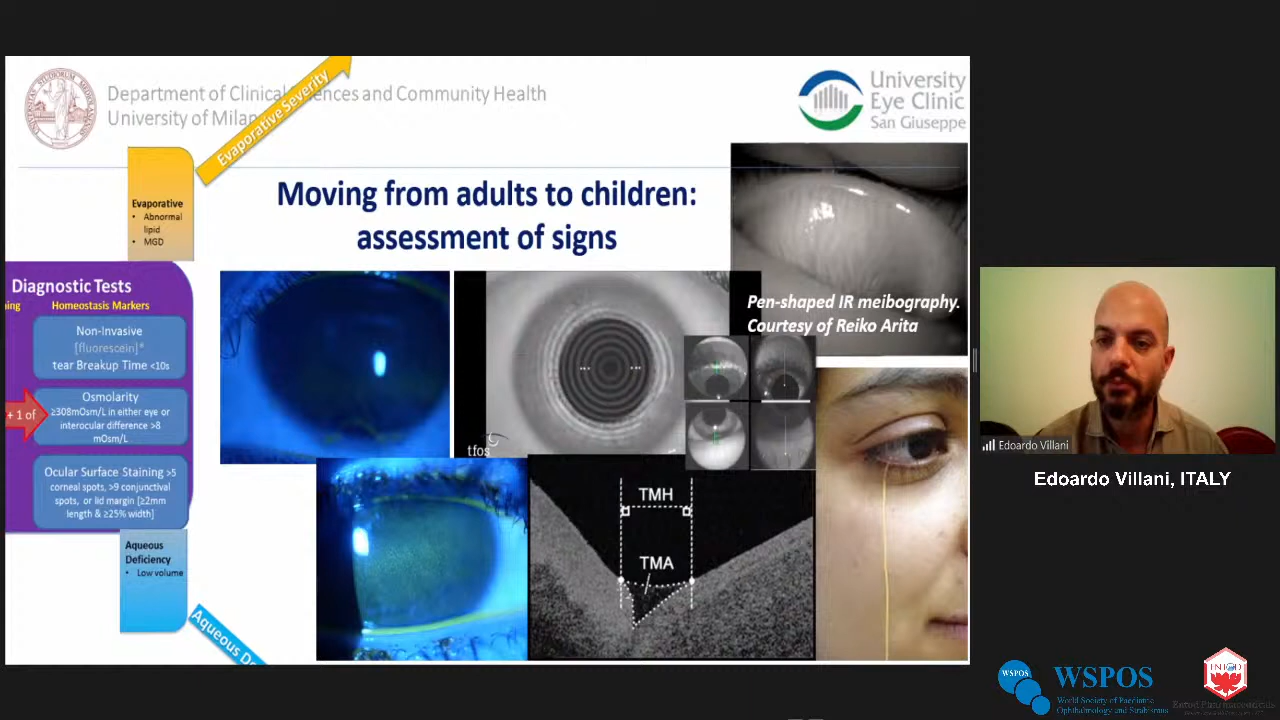 Department of Clinical Sciences and Community Health
University of Milan
University
Eye Clinic
San Giuseppe
Evaporative Severity
Moving from adults to children:
assessment of signs
Evaporative
• Abnormal
lipid
• MGD
Diagnostic Tests
Homeostasis Markers
Non-Invasive
[fluorescein]*
tear Breakup Time <10s
+ 1 of
Osmolarity
≥308mOsm/L in either eye or
interocular difference >8
mOsm/L
Ocular Surface Staining >5
corneal spots, >9 conjunctival
spots, or lid margin [≥2mm
length & ≥25% width]
Aqueous
Deficiency
• Low volume
Aqueous
Pen-shaped IR meibography.
Courtesy of Reiko Arita
tfos
TMH
TMA
Edoardo Villani
Edoardo Villani, ITALY
WSPOS
WSPOS
World Society of Paediatric
Ophthalmology and Strabismus
Entod Pharmaceuticals